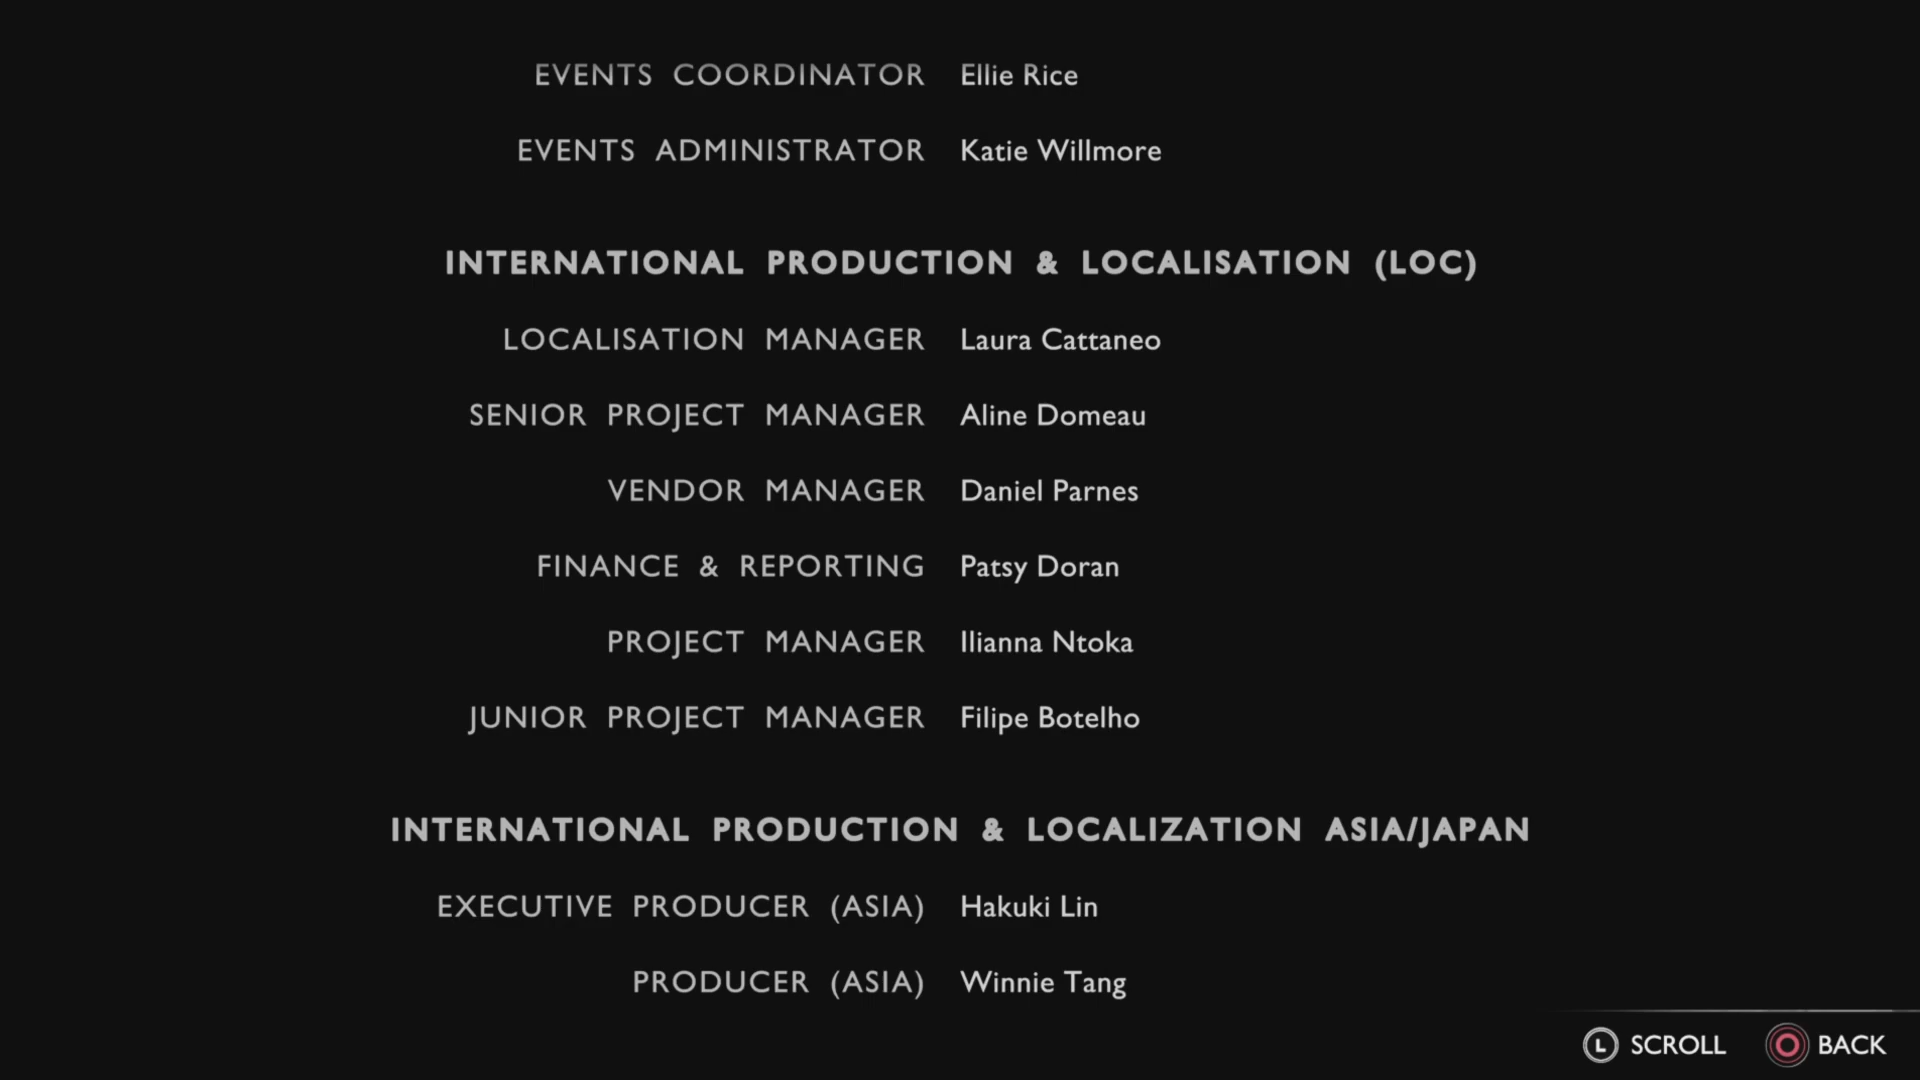 EVENTS COORDINATOR Ellie Rice
EVENTS ADMINISTRATOR Katie Willmore
INTERNATIONAL PRODUCTION & LOCALISATION (LOC)
LOCALISATION MANAGER Laura Cattaneo
SENIOR PROJECT MANAGER Aline Domeau
VENDOR MANAGER Daniel Parnes
FINANCE & REPORTING Patsy Doran
PROJECT MANAGER Ilianna Ntoka
JUNIOR PROJECT MANAGER Filipe Botelho
INTERNATIONAL PRODUCTION & LOCALIZATION ASIA/JAPAN
EXECUTIVE PRODUCER (ASIA) Hakuki Lin
PRODUCER (ASIA) Winnie Tang
L SCROLL BACK